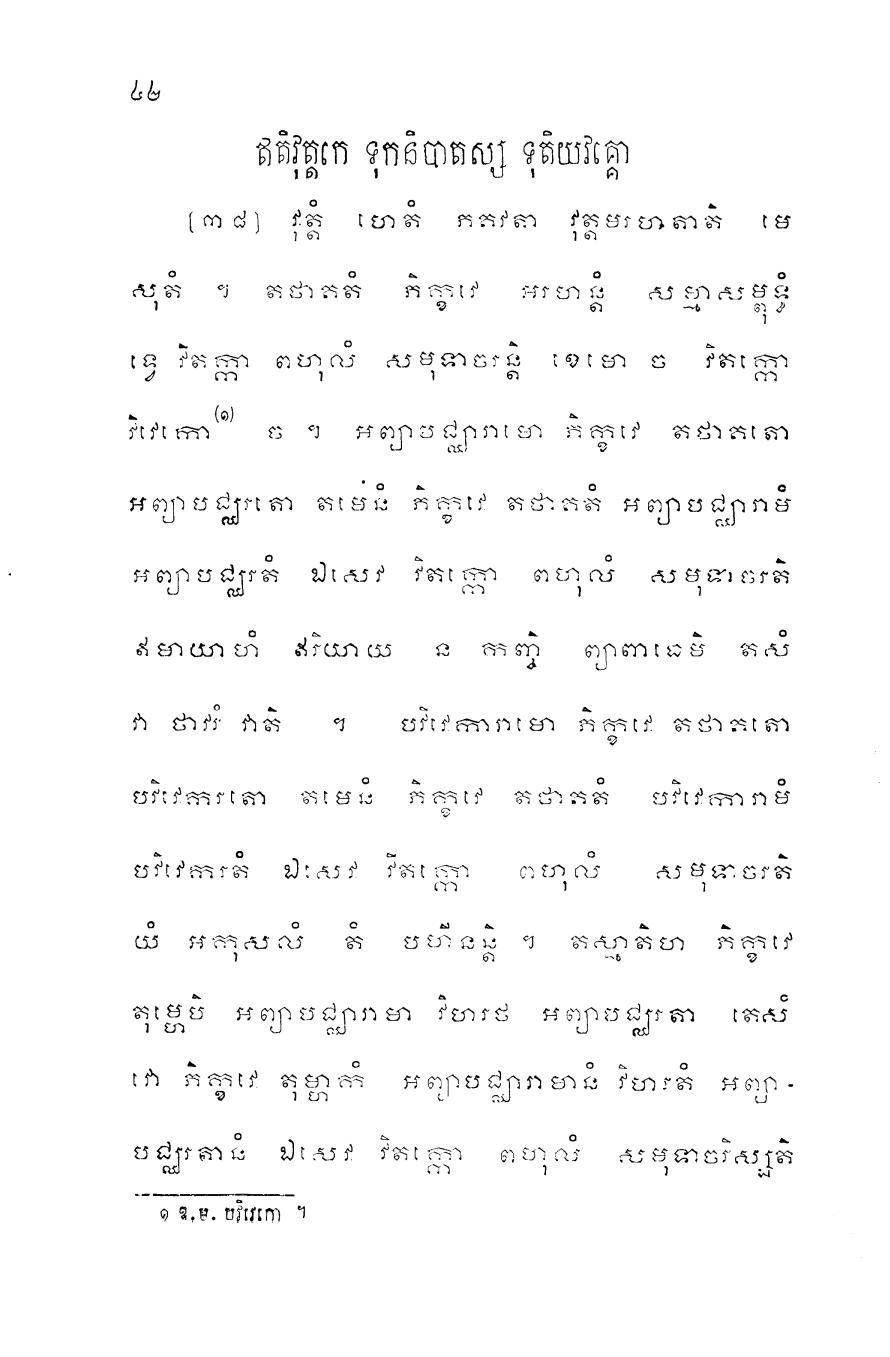 ៤២
ឥតិវុត្តកេ ទុកនិបាតស្ស ទុតិយវគ្គោ
[៣៨] វុត្តំ ហេតំ ភគវតា វុត្តមរហតាតិ មេ
សុតំ ។ តថាគតំ ភិក្ខវេ អរហន្តំ សម្មាសម្ពុទ្ធំ
ទ្វេ វិតក្កា ពហុលំ សមុទាចរន្តិ ខេមោ ច វិតក្កោ
វិវេកោ(១) ច ។ អព្យាបជ្ឈារាមោ ភិក្ខវេ តថាគតោ
អព្យាបជ្ឈរតោ តមេនំ ភិក្ខវេ តថាគតំ អព្យាបជ្ឈារាមំ
អព្យាបជ្ឈរតំ ឯសេវ វិតក្កោ ពហុលំ សមុទាចរតិ
ឥមាយាហំ ឥរិយាយ ន កញ្ចិ ព្យាពាធេមិ តសំ
វា ថាវរំ វាតិ ។ បវិវេការាមោ ភិក្ខវេ តថាគតោ
បវិវេករតោ តមេនំ ភិក្ខវេ តថាគតំ បវិវេការាមំ
បវិវេករតំ ឯសេវ វិតក្កោ ពហុលំ សមុទាចរតិ
យំ អកុសលំ តំ បហីនន្តិ ។ តស្មាតិហ ភិក្ខវេ
តុម្ហេបិ អព្យាបជ្ឈារាមា វិហរថ អព្យាបជ្ឈរតា តេសំ
វោ ភិក្ខវេ តុម្ហាកំ អព្យាបជ្ឈារាមានំ វិហរតំ អព្យា-
បជ្ឈរតានំ ឯសេវ វិតក្កោ ពហុលំ សមុទាចរិស្សតិ
១ ឱ.ម. បវិវេកោ ។